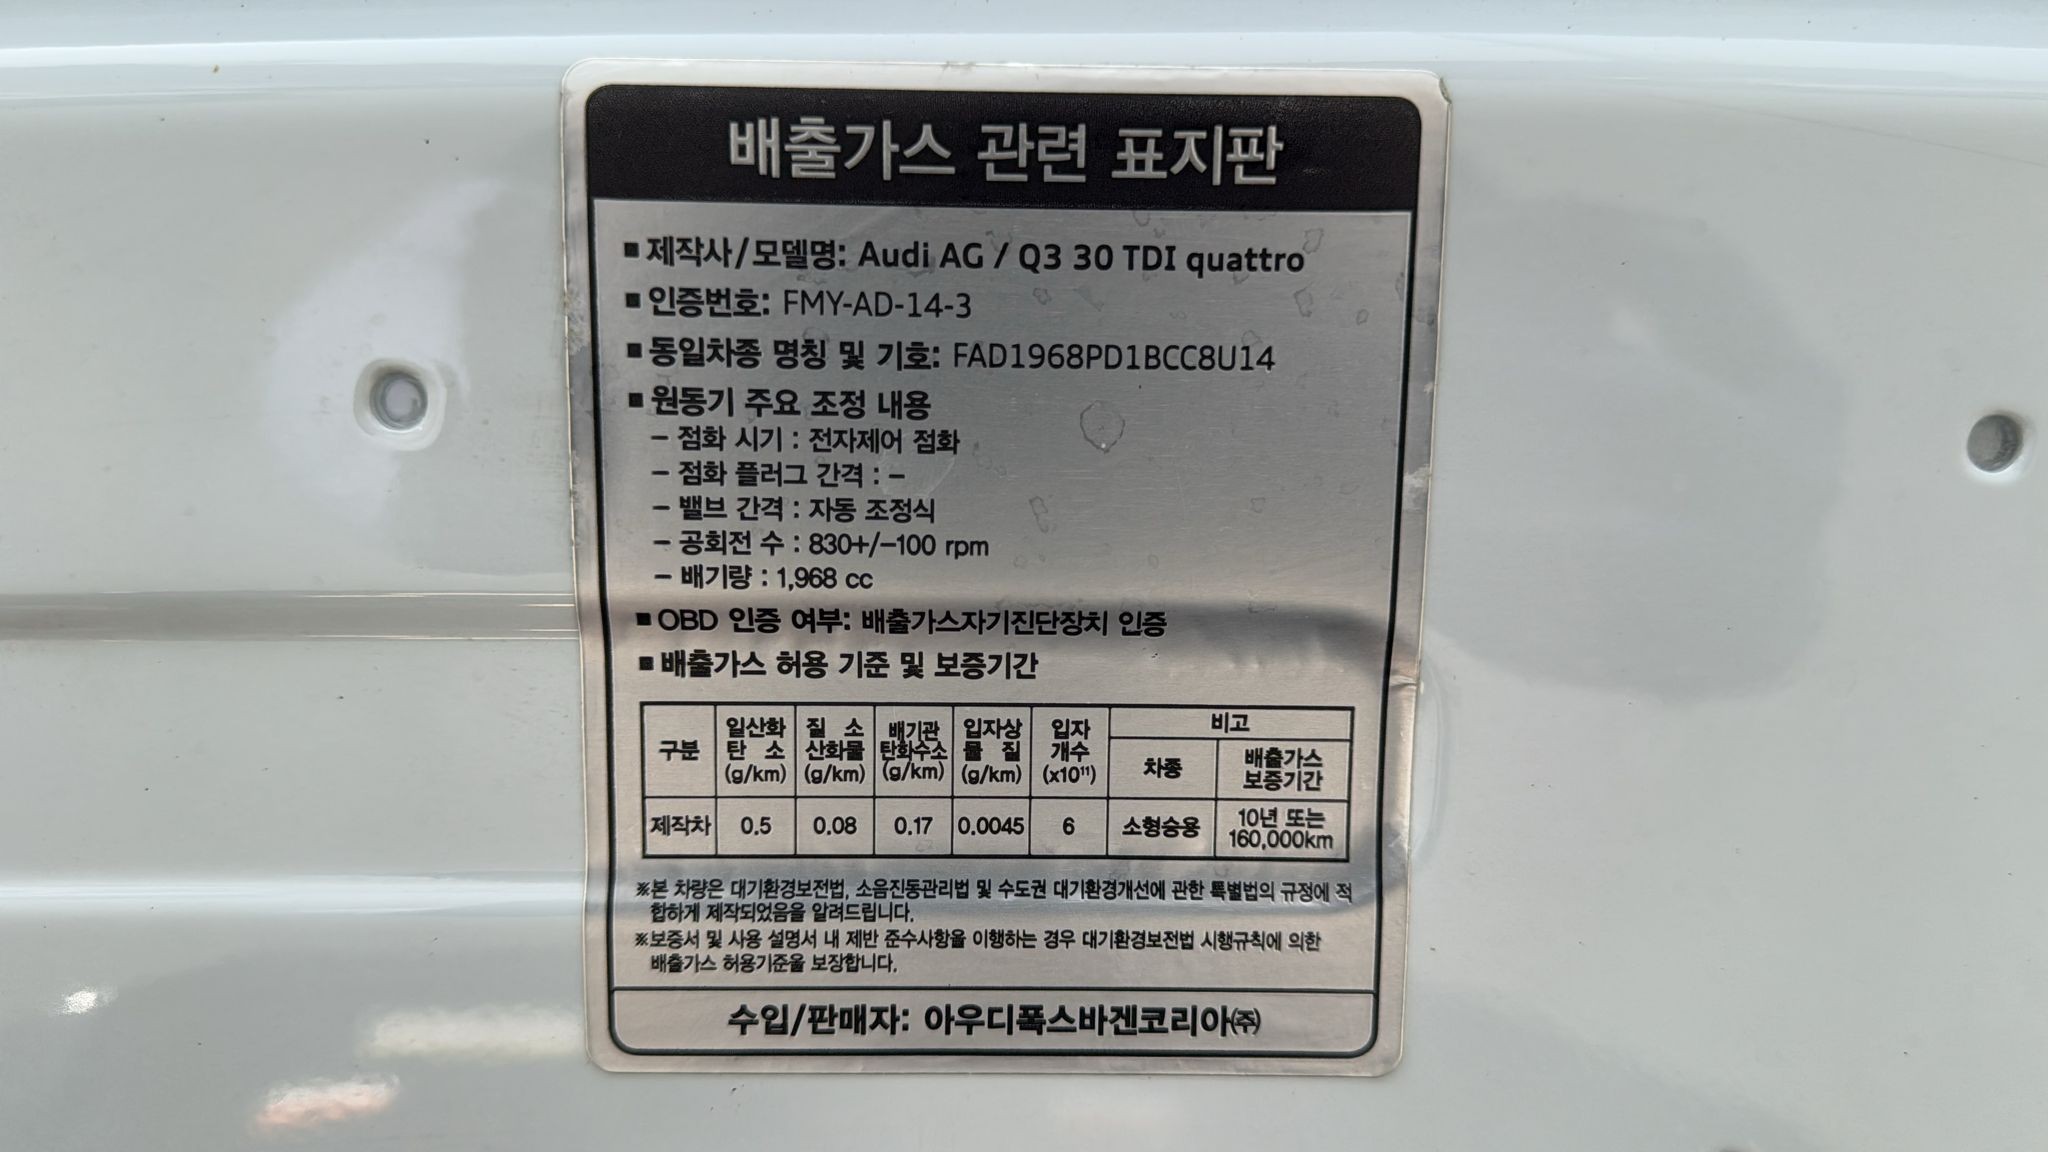 배출가스 관련 표지판
■ 제작사/모델명: Audi AG / Q3 30 TDI quattro
■ 인증번호: FMY-AD-14-3
■ 동일차종 명칭 및 기호: FAD1968PD1BCC8U14
■ 원동기 주요 조정 내용
– 점화 시기 : 전자제어 점화
– 점화 플러그 간격 : –
– 밸브 간격 : 자동 조정식
– 공회전 수 : 830+/–100 rpm
– 배기량 : 1,968 cc
■ OBD 인증 여부: 배출가스자기진단장치 인증
■ 배출가스 허용 기준 및 보증기간
구분 일산화탄소 (g/km) 질소산화물 (g/km) 배기관탄화수소 (g/km) 입자상물질 (g/km) 입자개수 (x10¹¹) 비고
차종 배출가스 보증기간
제작차 0.5 0.08 0.17 0.0045 6 소형승용 10년 또는 160,000km
※본 차량은 대기환경보전법, 소음진동관리법 및 수도권 대기환경개선에 관한 특별법의 규정에 적
합하게 제작되었음을 알려드립니다.
※보증서 및 사용 설명서 내 제반 준수사항을 이행하는 경우 대기환경보전법 시행규칙에 의한
배출가스 허용기준을 보장합니다.
수입/판매자: 아우디폭스바겐코리아㈜